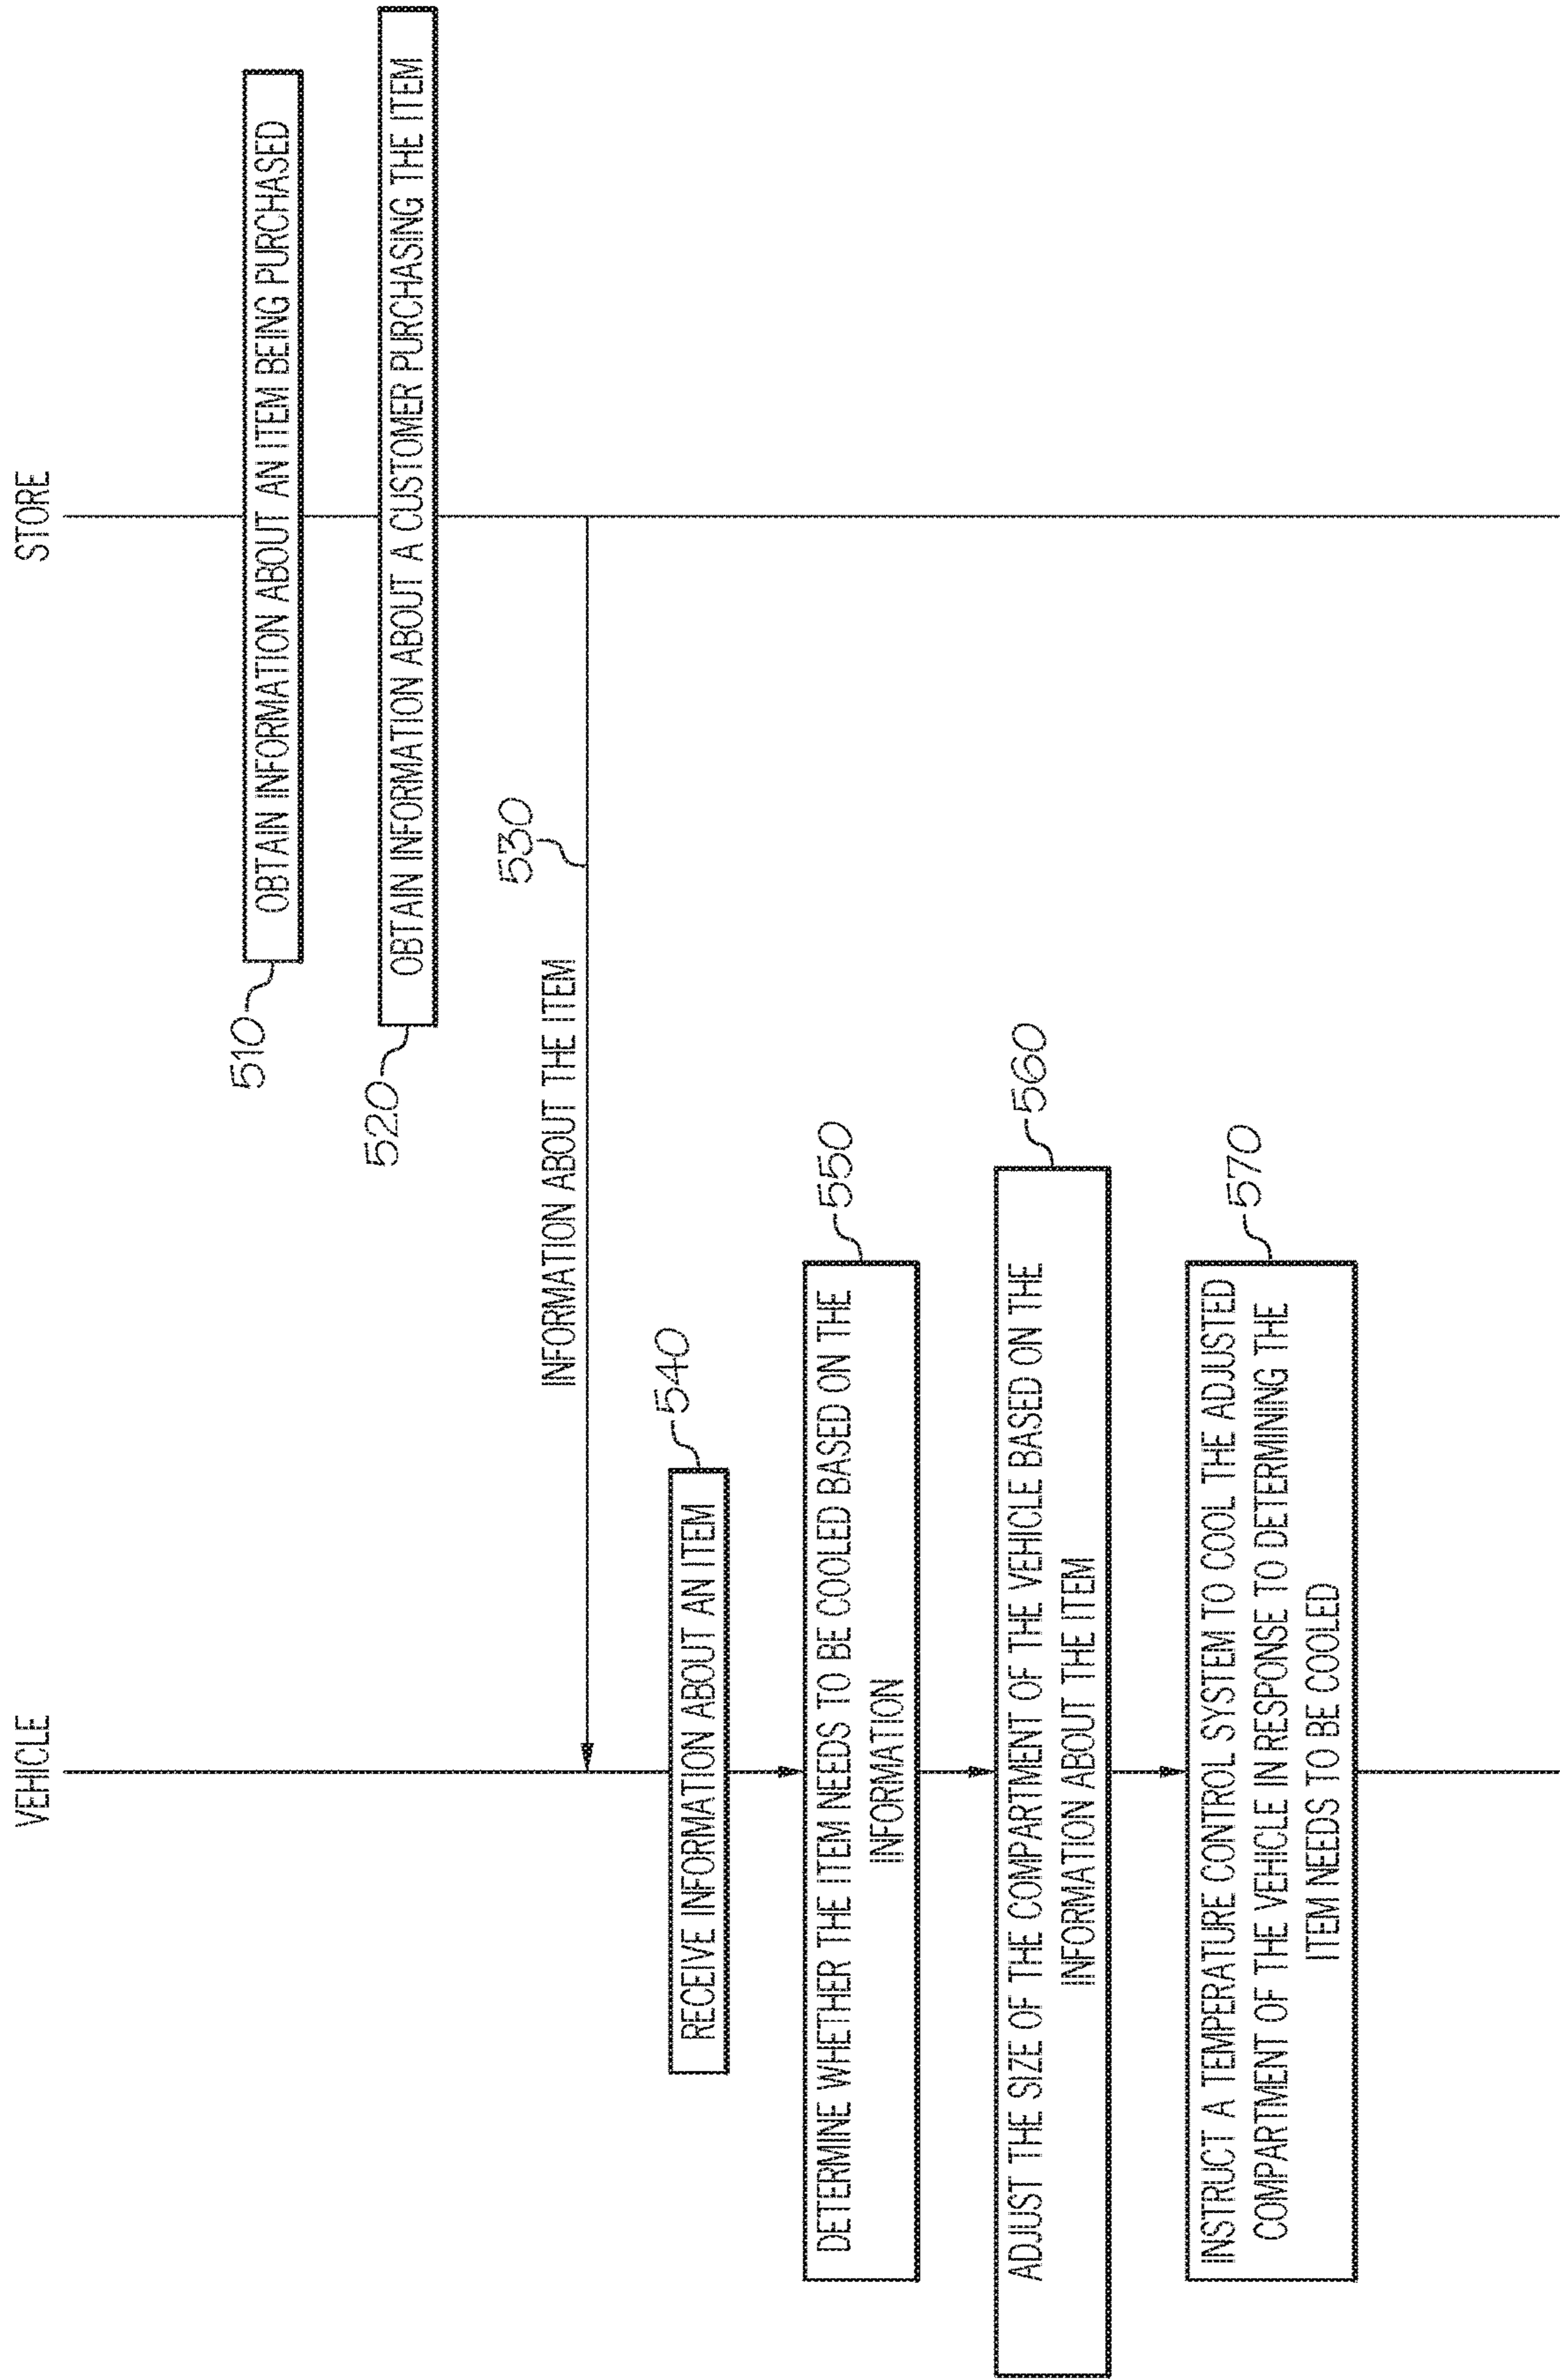 VEHICLE
STORE
510
OBTAIN INFORMATION ABOUT AN ITEM BEING PURCHASED
520
OBTAIN INFORMATION ABOUT A CUSTOMER PURCHASING THE ITEM
INFORMATION ABOUT THE ITEM
530
RECEIVE INFORMATION ABOUT AN ITEM
540
DETERMINE WHETHER THE ITEM NEEDS TO BE COOLED BASED ON THE
INFORMATION
550
ADJUST THE SIZE OF THE COMPARTMENT OF THE VEHICLE BASED ON THE
INFORMATION ABOUT THE ITEM
560
INSTRUCT A TEMPERATURE CONTROL SYSTEM TO COOL THE ADJUSTED
COMPARTMENT OF THE VEHICLE IN RESPONSE TO DETERMINING THE
ITEM NEEDS TO BE COOLED
570